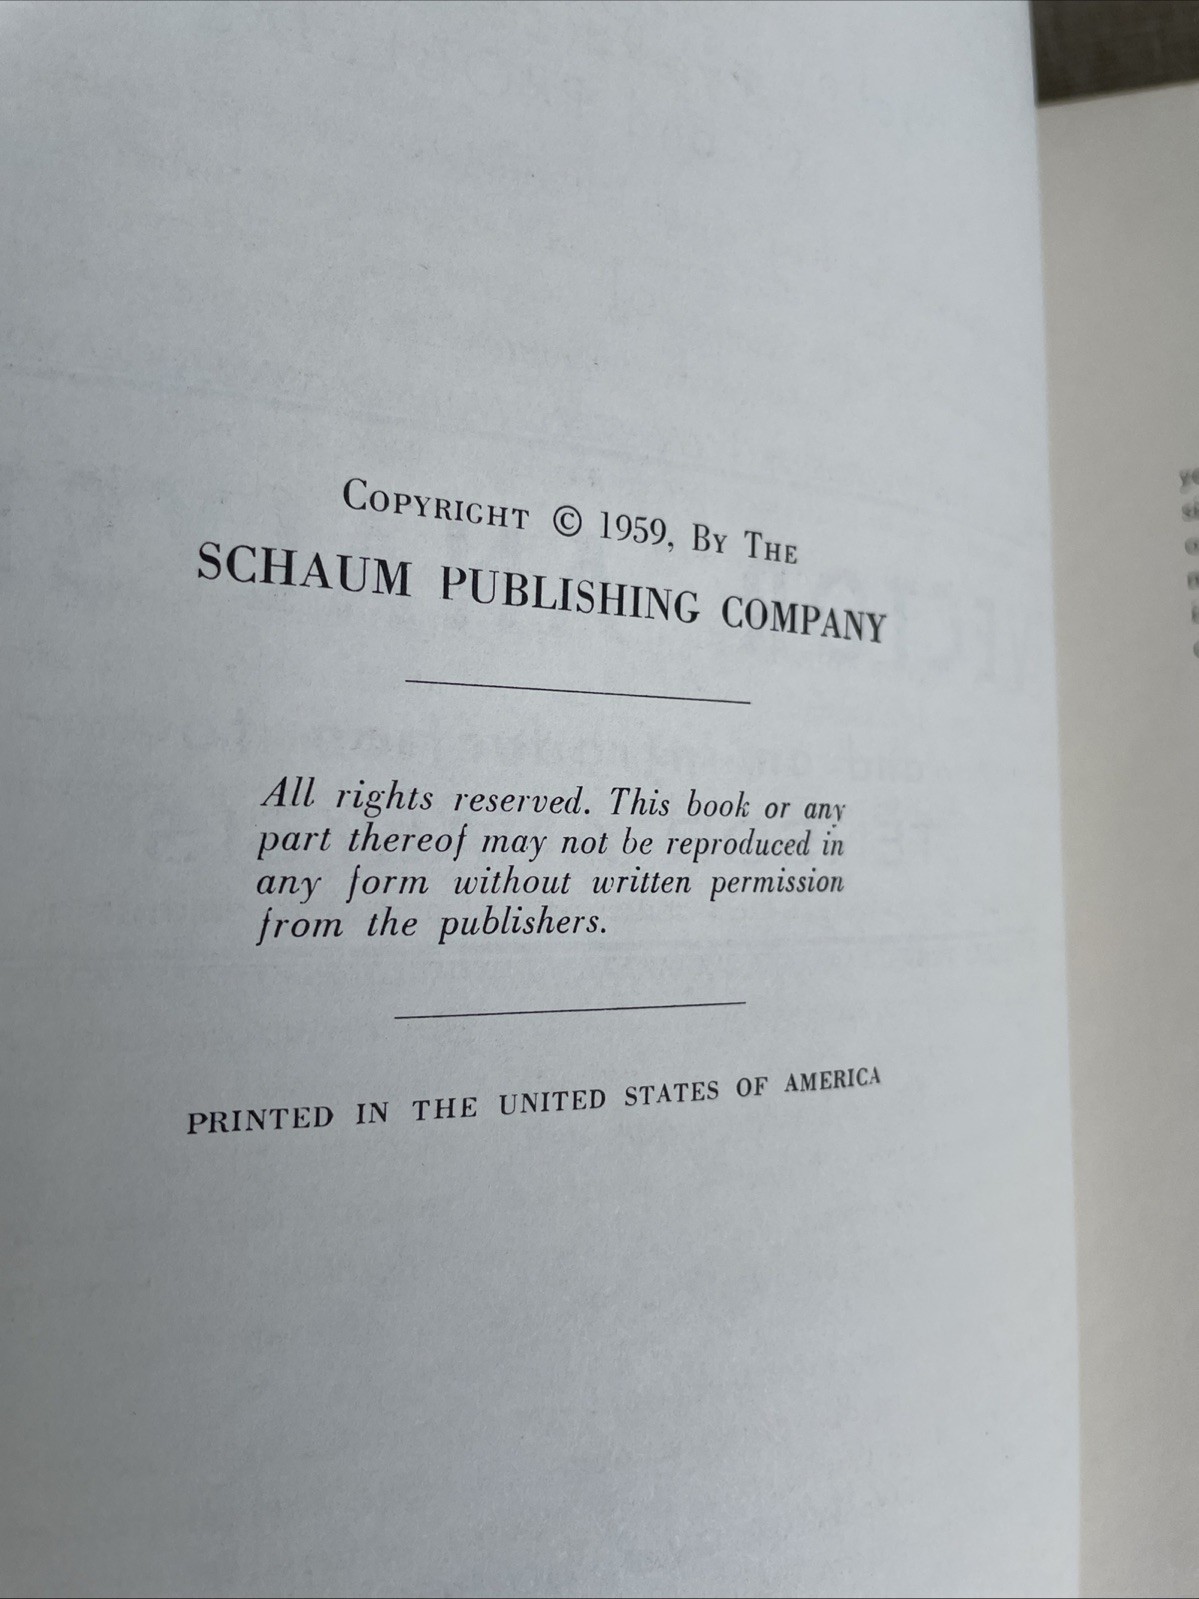 Copyright © 1959, By The
SCHAUM PUBLISHING COMPANY
All rights reserved. This book or any
part thereof may not be reproduced in
any form without written permission
from the publishers.
PRINTED IN THE UNITED STATES OF AMERICA